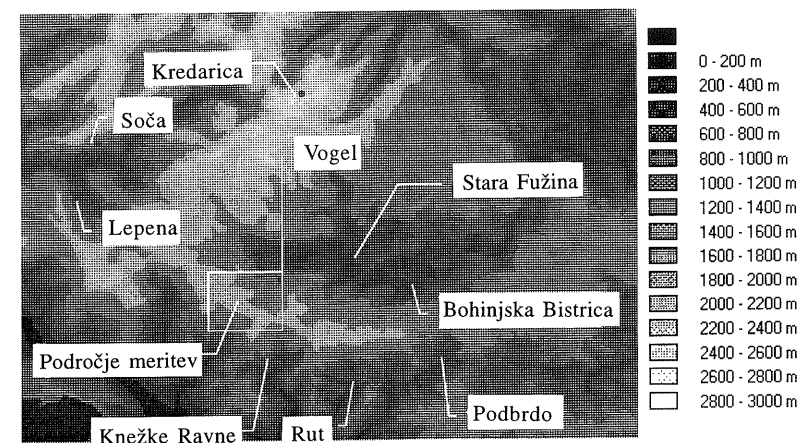 Kredarica
Soča
Vogel
Stara Fužina
Lepena
Bohinjska Bistrica
Področje meritev
Podbrdo
Knežke Ravne
Rut
0 - 200 m
200 - 400 m
400 - 600 m
600 - 800 m
800 - 1000 m
1000 - 1200 m
1200 - 1400 m
1400 - 1600 m
1600 - 1800 m
1800 - 2000 m
2000 - 2200 m
2200 - 2400 m
2400 - 2600 m
2600 - 2800 m
2800 - 3000 m